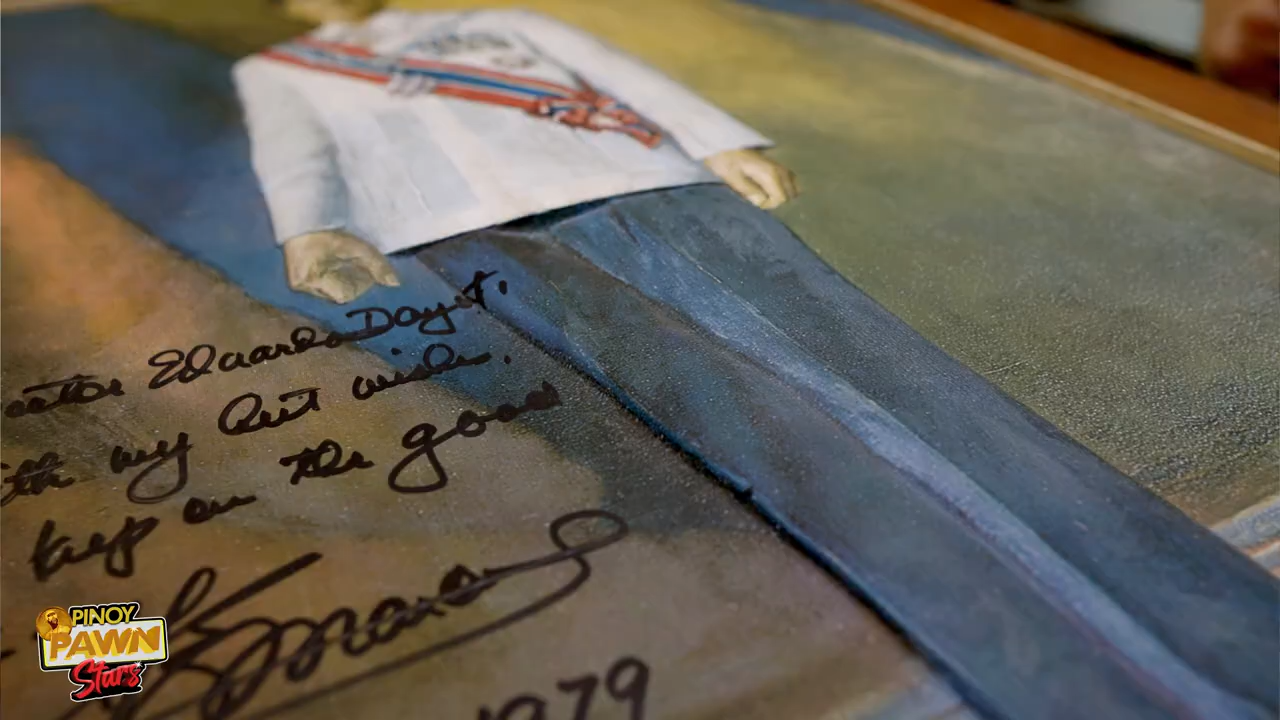 Eduardo Dayot.
my best wishes.
keep on the good
1979
PINOY
PAWN
Stars